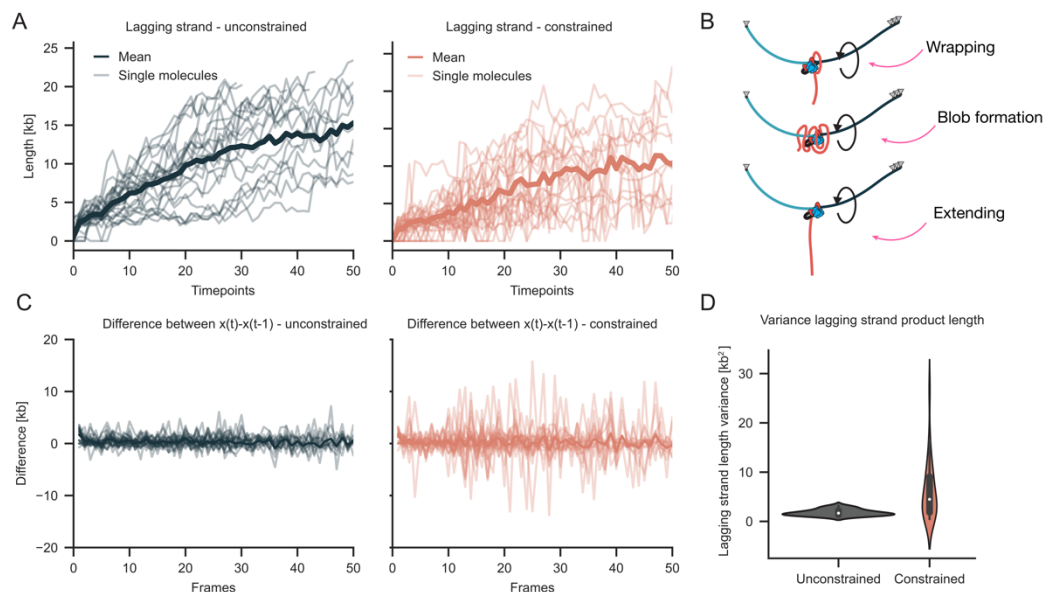 A
Lagging strand - unconstrained
Length [kb]
25
20
15
10
5
0
Mean
Single molecules
0
10
20
30
40
50
Timepoints
Lagging strand - constrained
Mean
Single molecules
0
10
20
30
40
50
Timepoints
B
Wrapping
Blob formation
Extending
C
Difference between x(t)-x(t-1) - unconstrained
Difference [kb]
20
10
0
−10
−20
0
10
20
30
40
50
Frames
Difference between x(t)-x(t-1) - constrained
0
10
20
30
40
50
Frames
D
Variance lagging strand product length
Lagging strand length variance [kb²]
30
20
10
0
Unconstrained
Constrained